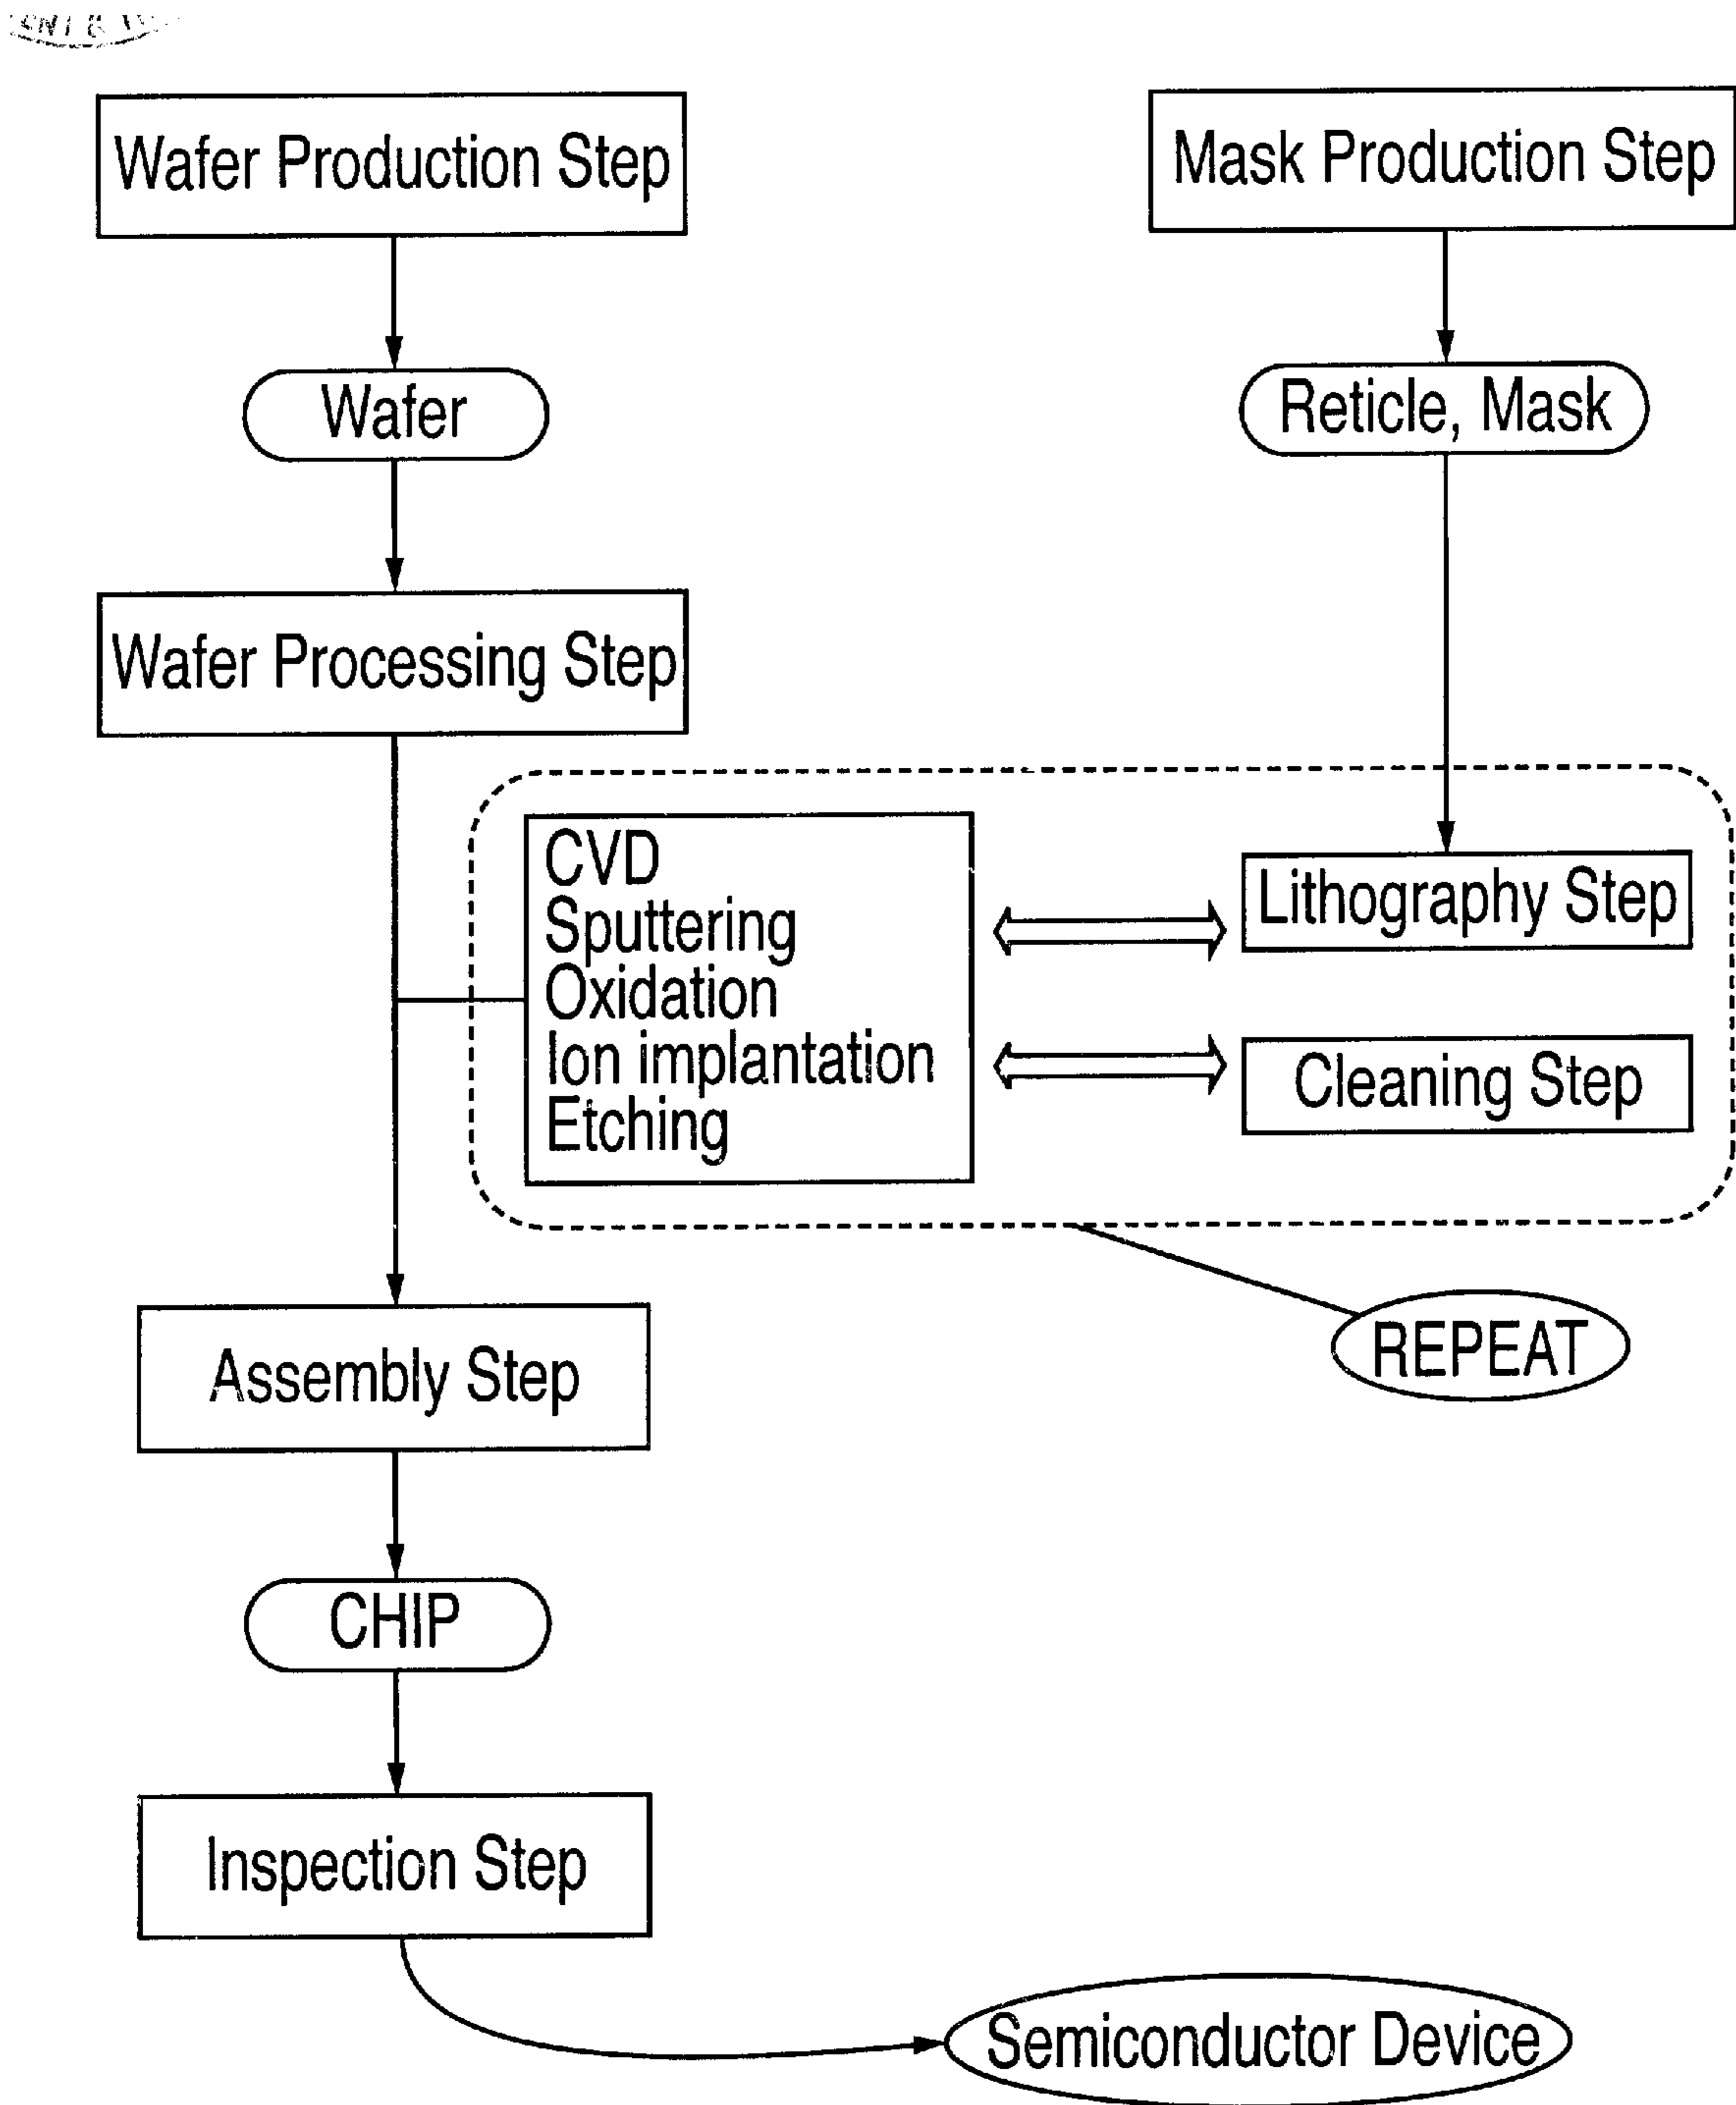 Wafer Production Step
Mask Production Step
Wafer
Reticle, Mask
Wafer Processing Step
CVD
Sputtering
Oxidation
Ion implantation
Etching
Lithography Step
Cleaning Step
Assembly Step
REPEAT
CHIP
Inspection Step
Semiconductor Device